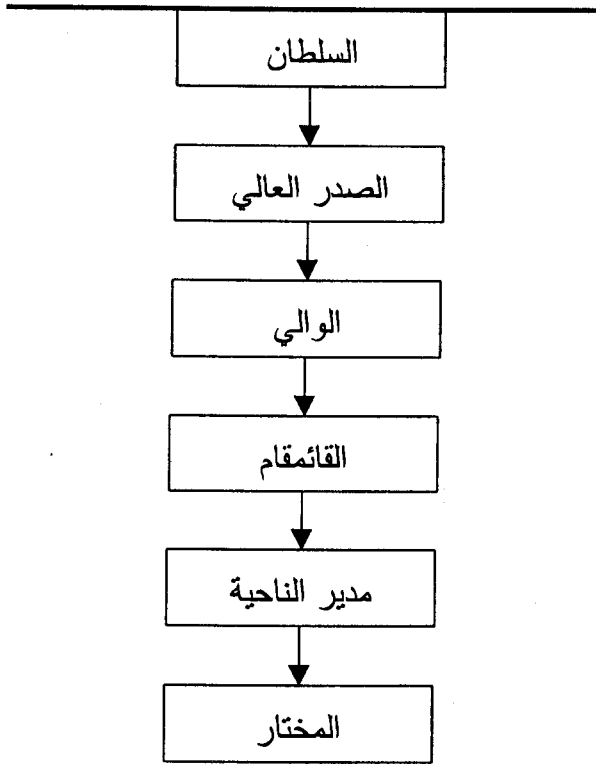 السلطان
الصدر العالي
الوالي
القائمقام
مدير الناحية
المختار